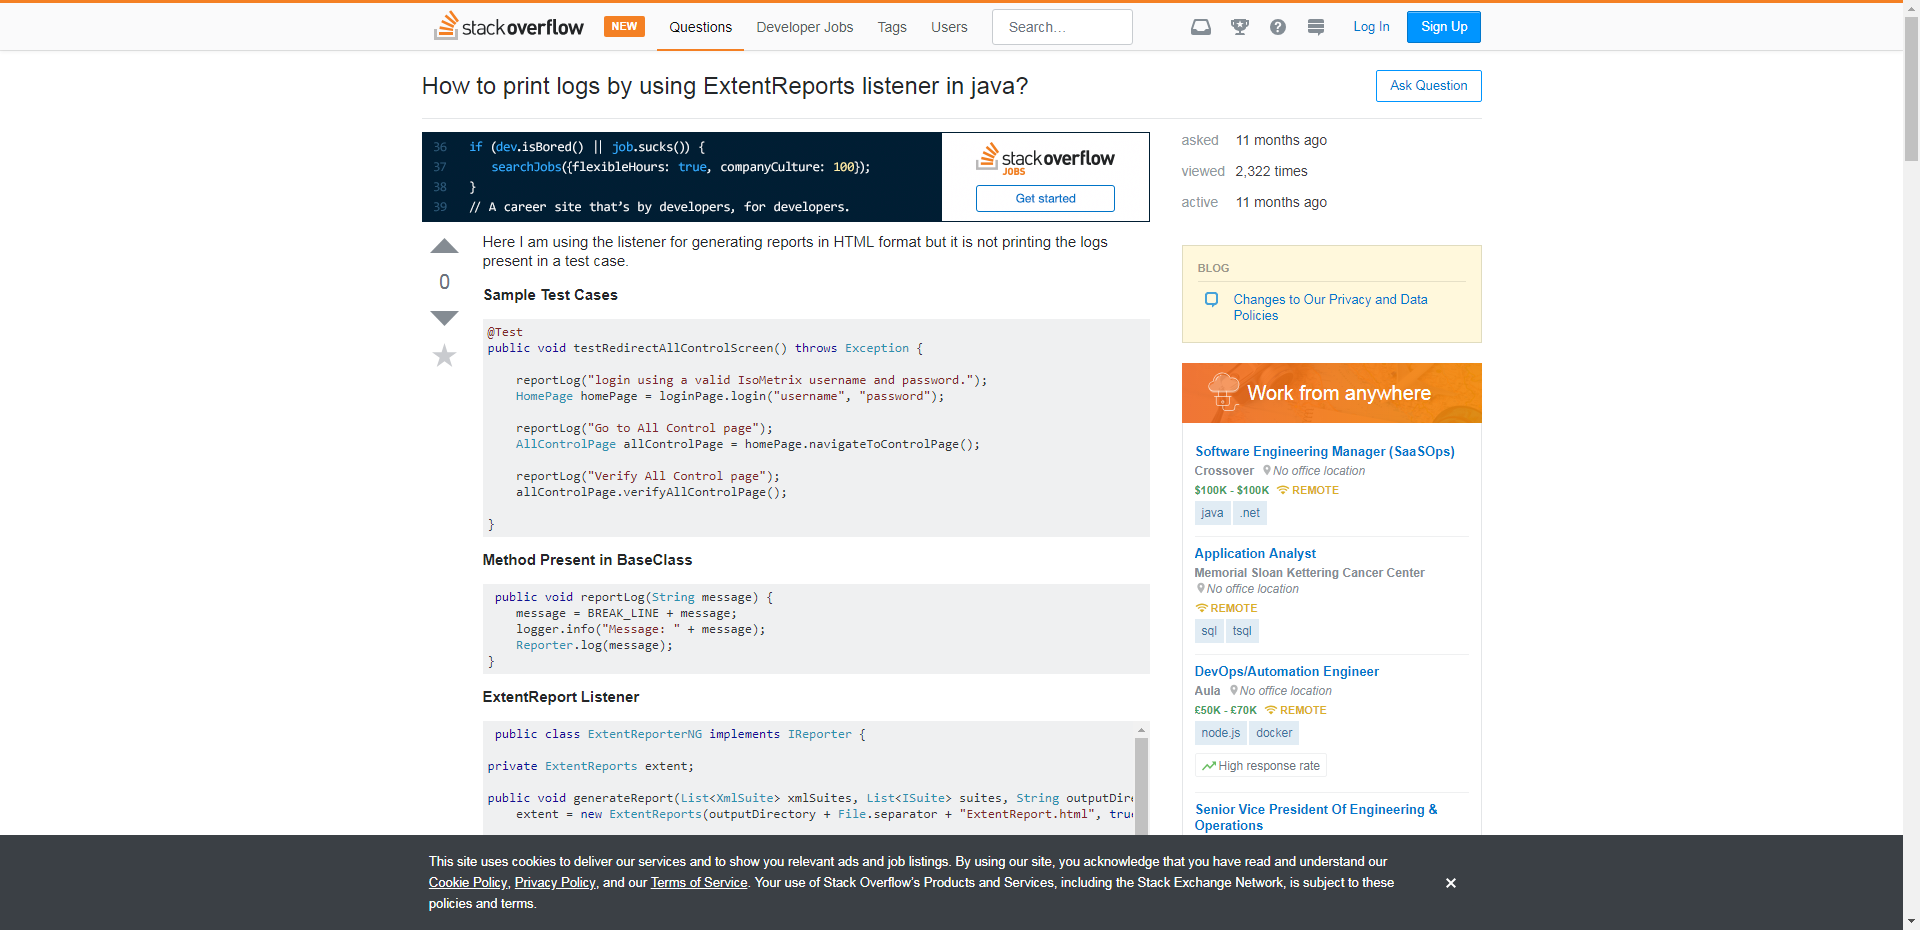 stackoverflow NEW Questions Developer Jobs Tags Users Search... Log In Sign Up
How to print logs by using ExtentReports listener in java?
Ask Question
36 if (dev.isBored() || job.sucks()) {
37 searchJobs({flexibleHours: true, companyCulture: 100});
38 }
39 // A career site that's by developers, for developers.
stackoverflow
JOBS
Get started
0
Here I am using the listener for generating reports in HTML format but it is not printing the logs
present in a test case.
Sample Test Cases
@Test
public void testRedirectAllControlScreen() throws Exception {
reportLog("login using a valid IsoMetrix username and password.");
HomePage homePage = loginPage.login("username", "password");
reportLog("Go to All Control page");
AllControlPage allControlPage = homePage.navigateToControlPage();
reportLog("Verify All Control page");
allControlPage.verifyAllControlPage();
}
Method Present in BaseClass
public void reportLog(String message) {
message = BREAK_LINE + message;
logger.info("Message: " + message);
Reporter.log(message);
}
ExtentReport Listener
public class ExtentReporterNG implements IReporter {
private ExtentReports extent;
public void generateReport(List<XmlSuite> xmlSuites, List<ISuite> suites, String outputDir
extent = new ExtentReports(outputDirectory + File.separator + "ExtentReport.html", tru
asked 11 months ago
viewed 2,322 times
active 11 months ago
BLOG
Changes to Our Privacy and Data
Policies
Work from anywhere
Software Engineering Manager (SaaSOps)
Crossover No office location
$100K - $100K REMOTE
java .net
Application Analyst
Memorial Sloan Kettering Cancer Center
No office location
REMOTE
sql tsql
DevOps/Automation Engineer
Aula No office location
£50K - £70K REMOTE
node.js docker
High response rate
Senior Vice President Of Engineering &
Operations
This site uses cookies to deliver our services and to show you relevant ads and job listings. By using our site, you acknowledge that you have read and understand our
Cookie Policy, Privacy Policy, and our Terms of Service. Your use of Stack Overflow's Products and Services, including the Stack Exchange Network, is subject to these
policies and terms.